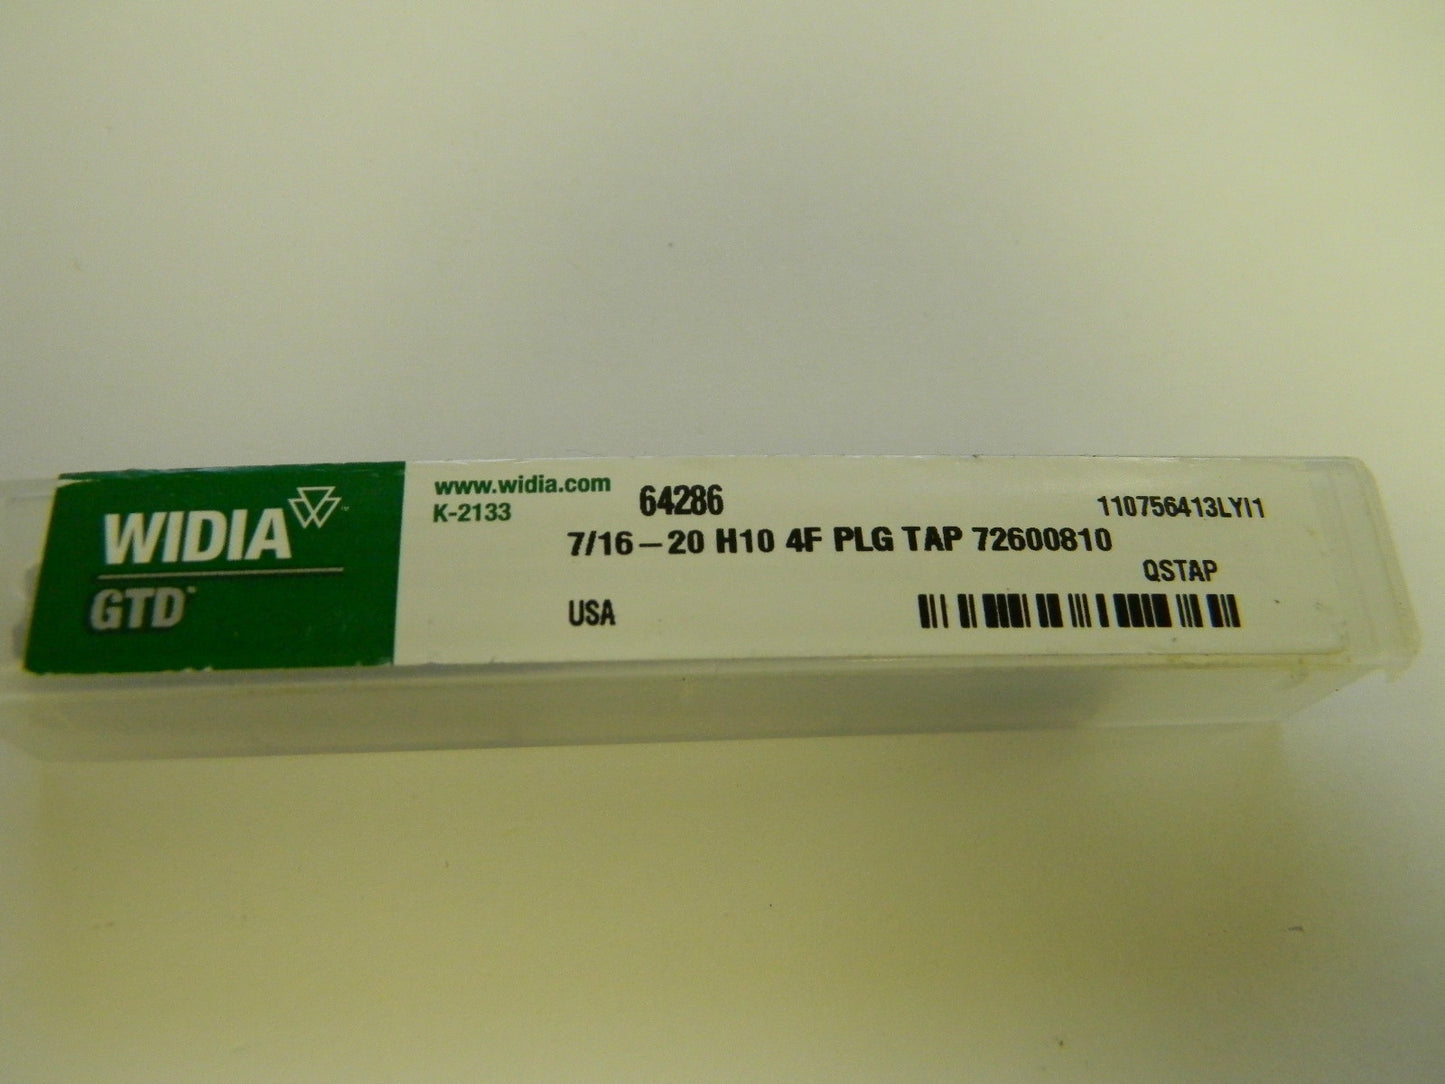 WIDIA
GTD
www.widia.com
K-2133
64286
110756413LYI1
7/16-20 H10 4F PLG TAP 72600810
QSTAP
USA